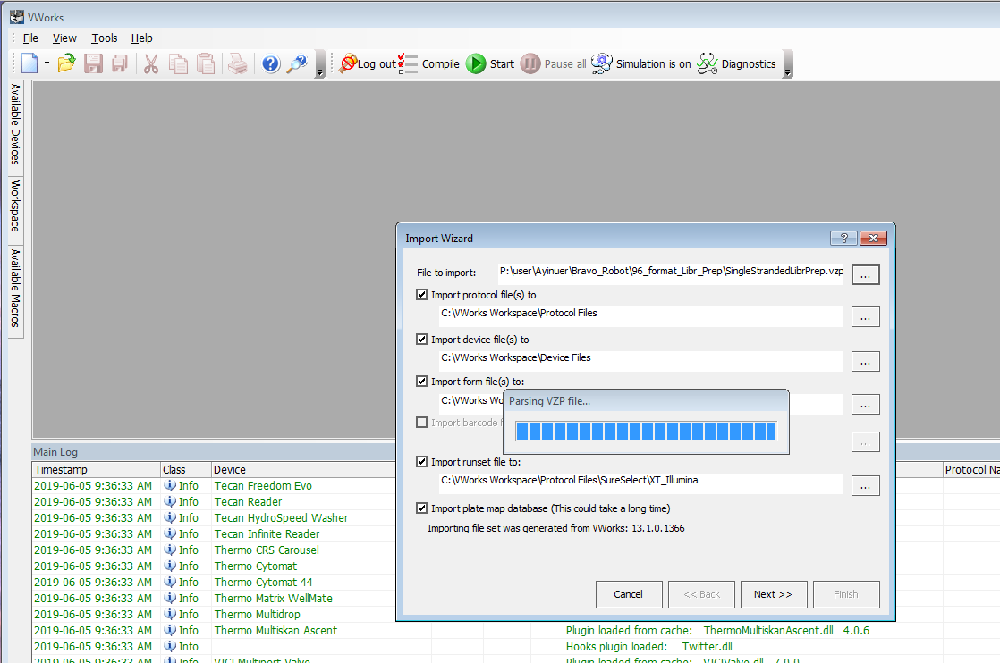 VWorks
File View Tools Help
Log out Compile Start Pause all Simulation is on Diagnostics
Available Devices
Workspace
Available Macros
Import Wizard
File to import: P:\user\Ayinuer\Bravo_Robot\96_format_Libr_Prep\SingleStrandedLibrPrep.vzp ...
Import protocol file(s) to
C:\VWorks Workspace\Protocol Files ...
Import device file(s) to
C:\VWorks Workspace\Device Files ...
Import form file(s) to:
C:\VWorks Wo ...
Parsing VZP file...
Import barcode f
...
Import runset file to:
C:\VWorks Workspace\Protocol Files\SureSelect\XT_Illumina ...
Import plate map database (This could take a long time)
Importing file set was generated from VWorks: 13.1.0.1366
Cancel << Back Next >> Finish
Main Log
Timestamp Class Device Protocol Na
2019-06-05 9:36:33 AM Info Tecan Freedom Evo
2019-06-05 9:36:33 AM Info Tecan Reader
2019-06-05 9:36:33 AM Info Tecan HydroSpeed Washer
2019-06-05 9:36:33 AM Info Tecan Infinite Reader
2019-06-05 9:36:33 AM Info Thermo CRS Carousel
2019-06-05 9:36:33 AM Info Thermo Cytomat
2019-06-05 9:36:33 AM Info Thermo Cytomat 44
2019-06-05 9:36:33 AM Info Thermo Matrix WellMate
2019-06-05 9:36:33 AM Info Thermo Multidrop
2019-06-05 9:36:33 AM Info Thermo Multiskan Ascent Plugin loaded from cache: ThermoMultiskanAscent.dll 4.0.6
2019-06-05 9:36:33 AM Info Hooks plugin loaded: Twitter.dll
2019-06-05 9:36:33 AM Info VICI Multiport Valve Plugin loaded from cache: VICIValve.dll 7.0.0